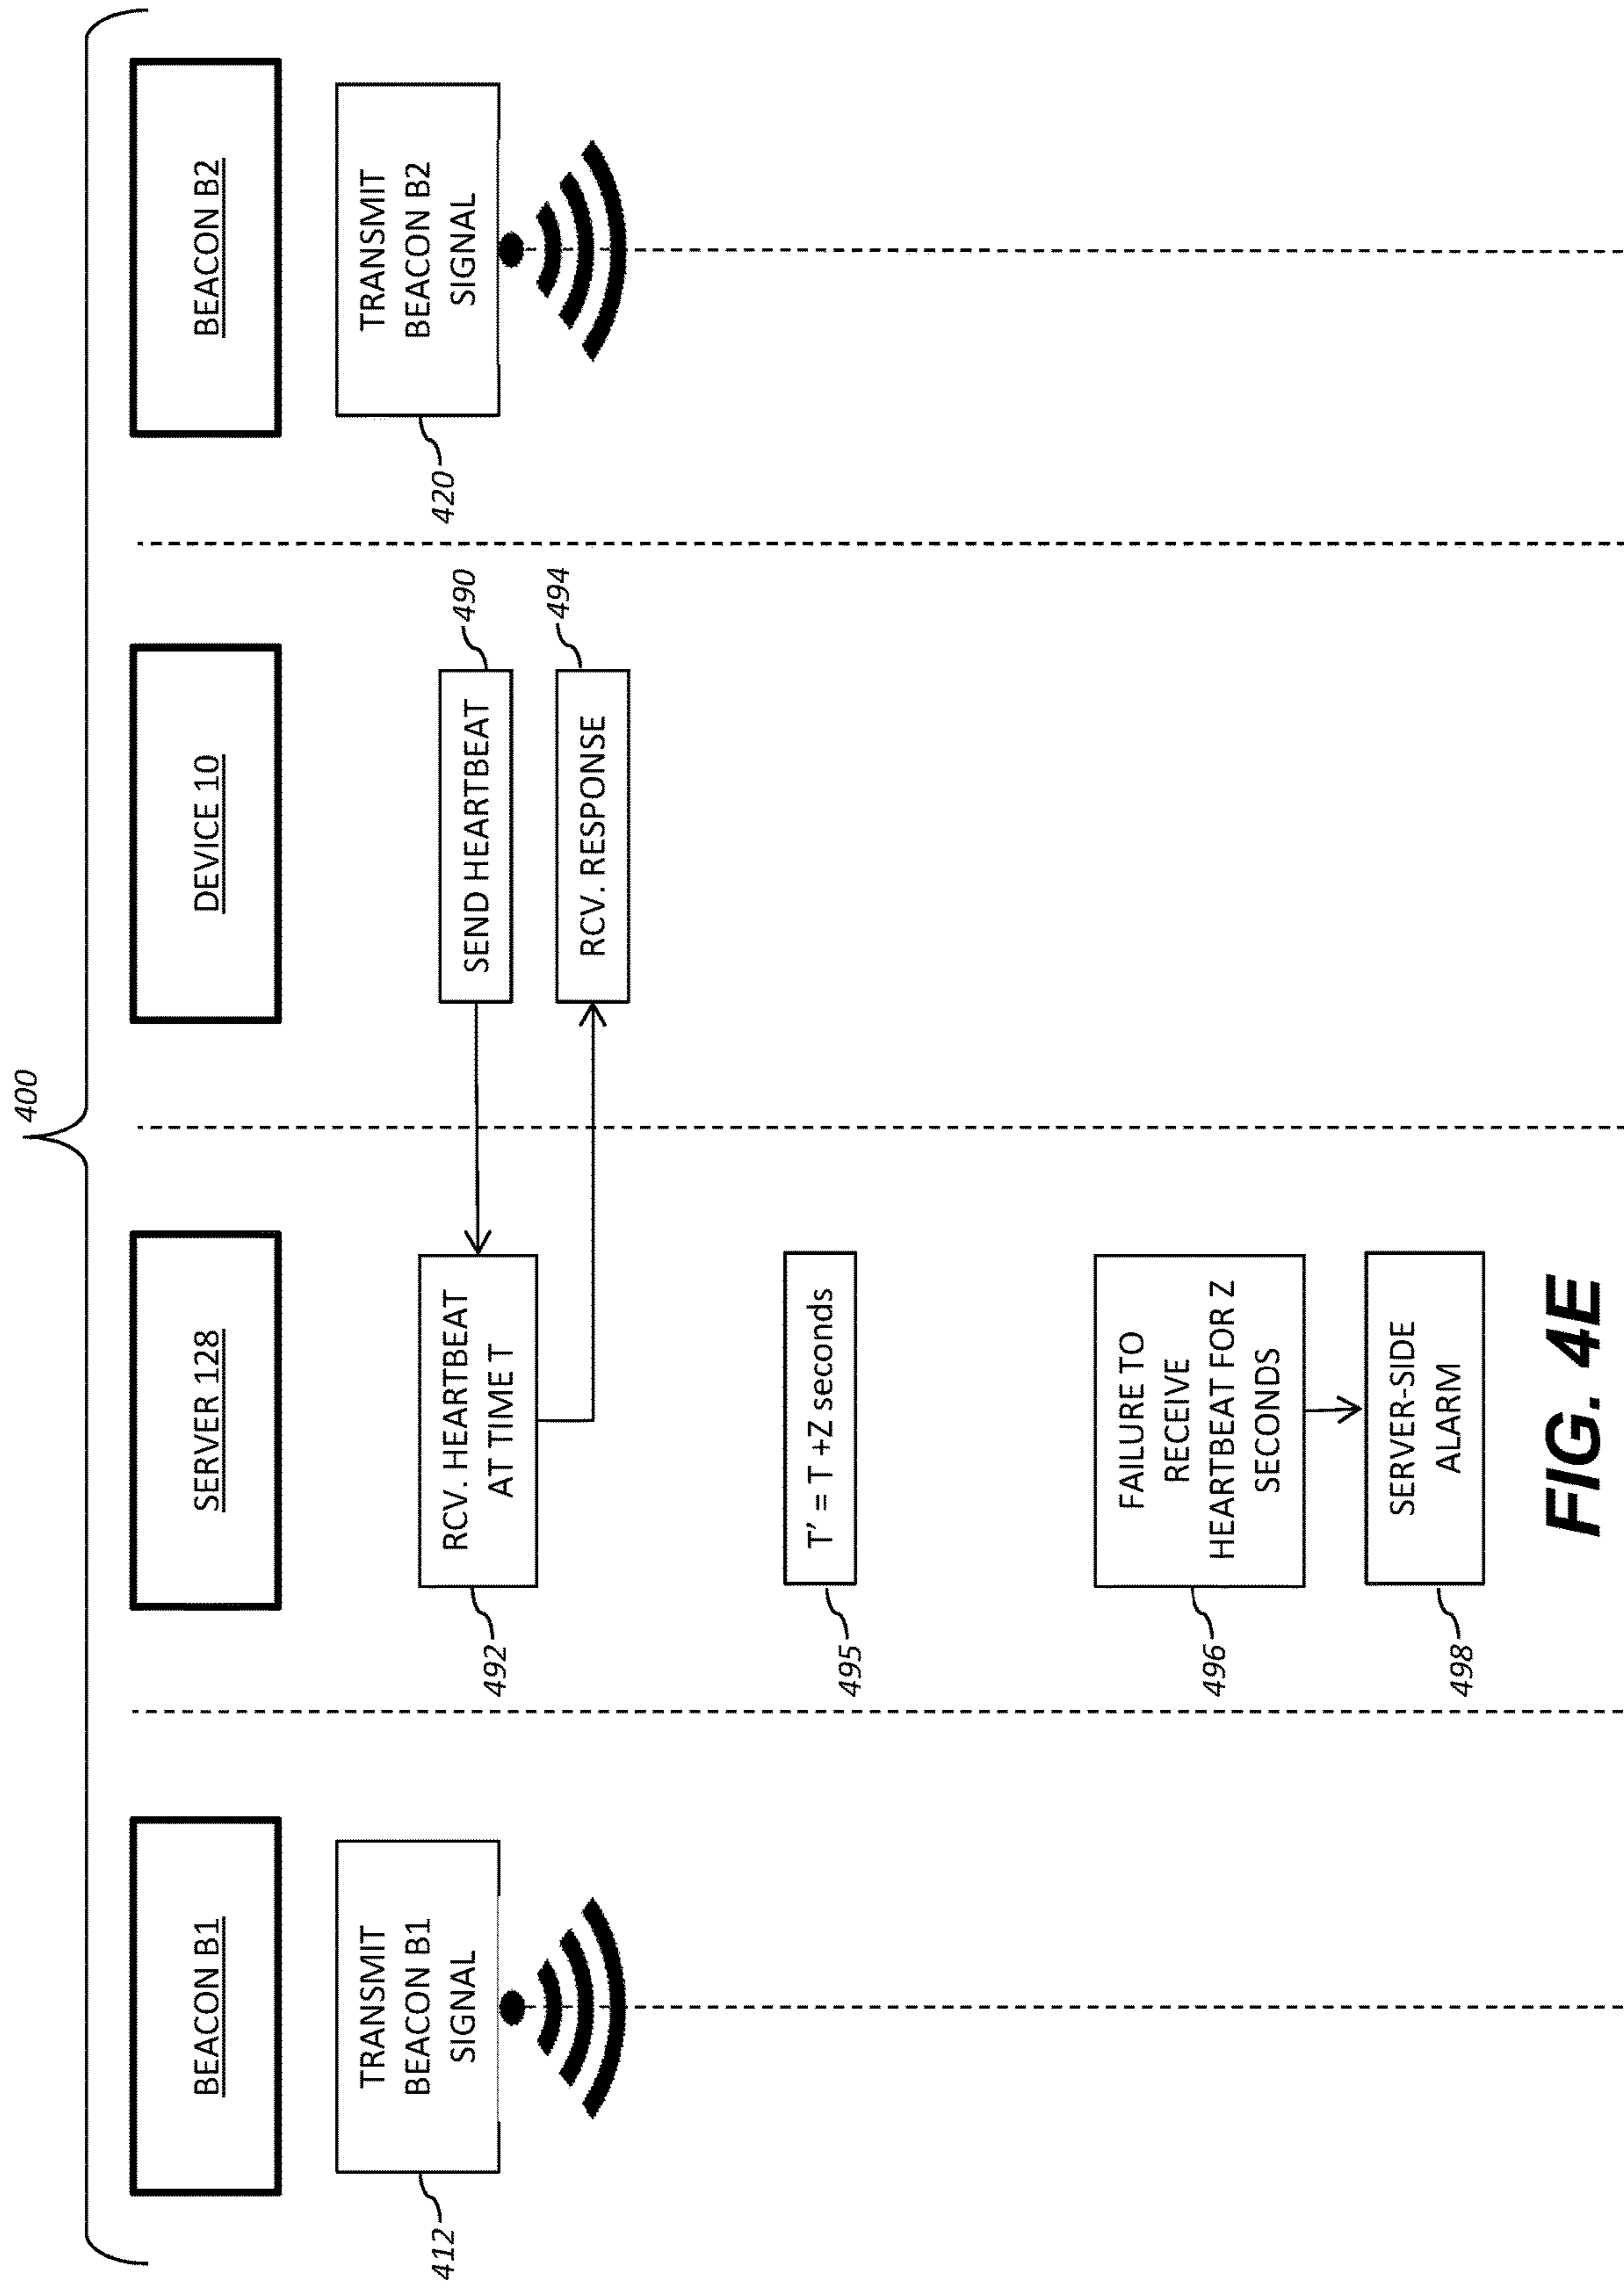 400
BEACON B1
SERVER 128
DEVICE 10
BEACON B2
412
TRANSMIT
BEACON B1
SIGNAL
420
TRANSMIT
BEACON B2
SIGNAL
SEND HEARTBEAT
490
492
RCV. HEARTBEAT
AT TIME T
RCV. RESPONSE
494
495
T' = T +Z seconds
496
FAILURE TO
RECEIVE
HEARTBEAT FOR Z
SECONDS
498
SERVER-SIDE
ALARM
FIG. 4E